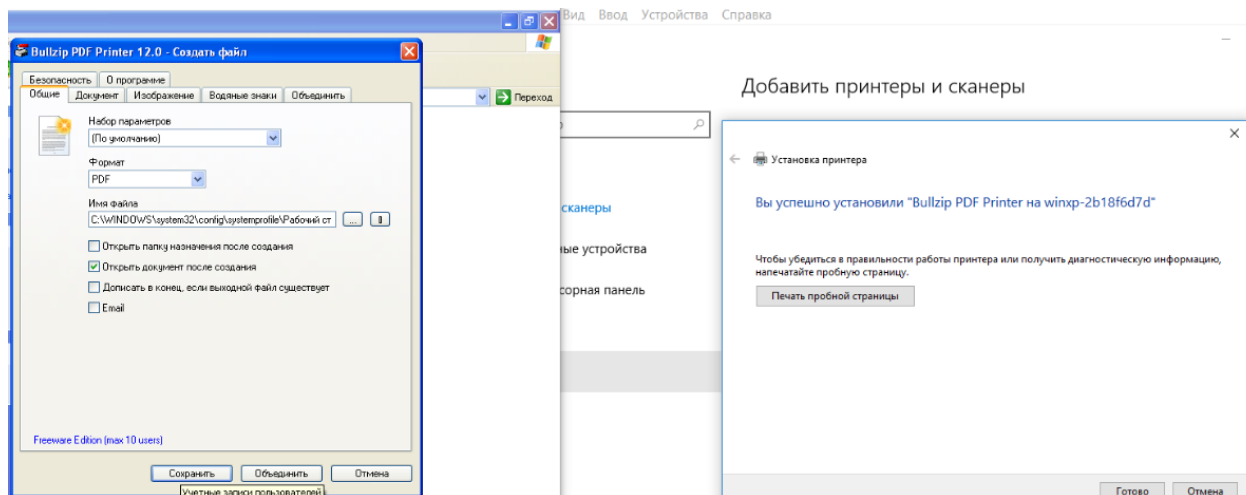 Вид Ввод Устройства Справка
Bullzip PDF Printer 12.0 - Создать файл
Безопасность О программе
Общие Документ Изображение Водяные знаки Объединить
Набор параметров
(По умолчанию)
Формат
PDF
Имя файла
C:\WINDOWS\system32\config\systemprofile\Рабочий ст
...
Открыть папку назначения после создания
Открыть документ после создания
Дописать в конец, если выходной файл существует
Email
Freeware Edition (max 10 users)
Сохранить Объединить Отмена
Учетные записи пользователей
Переход
сканеры
ные устройства
сорная панель
Добавить принтеры и сканеры
Установка принтера
Вы успешно установили "Bullzip PDF Printer на winxp-2b18f6d7d"
Чтобы убедиться в правильности работы принтера или получить диагностическую информацию,
напечатайте пробную страницу.
Печать пробной страницы
Готово Отмена